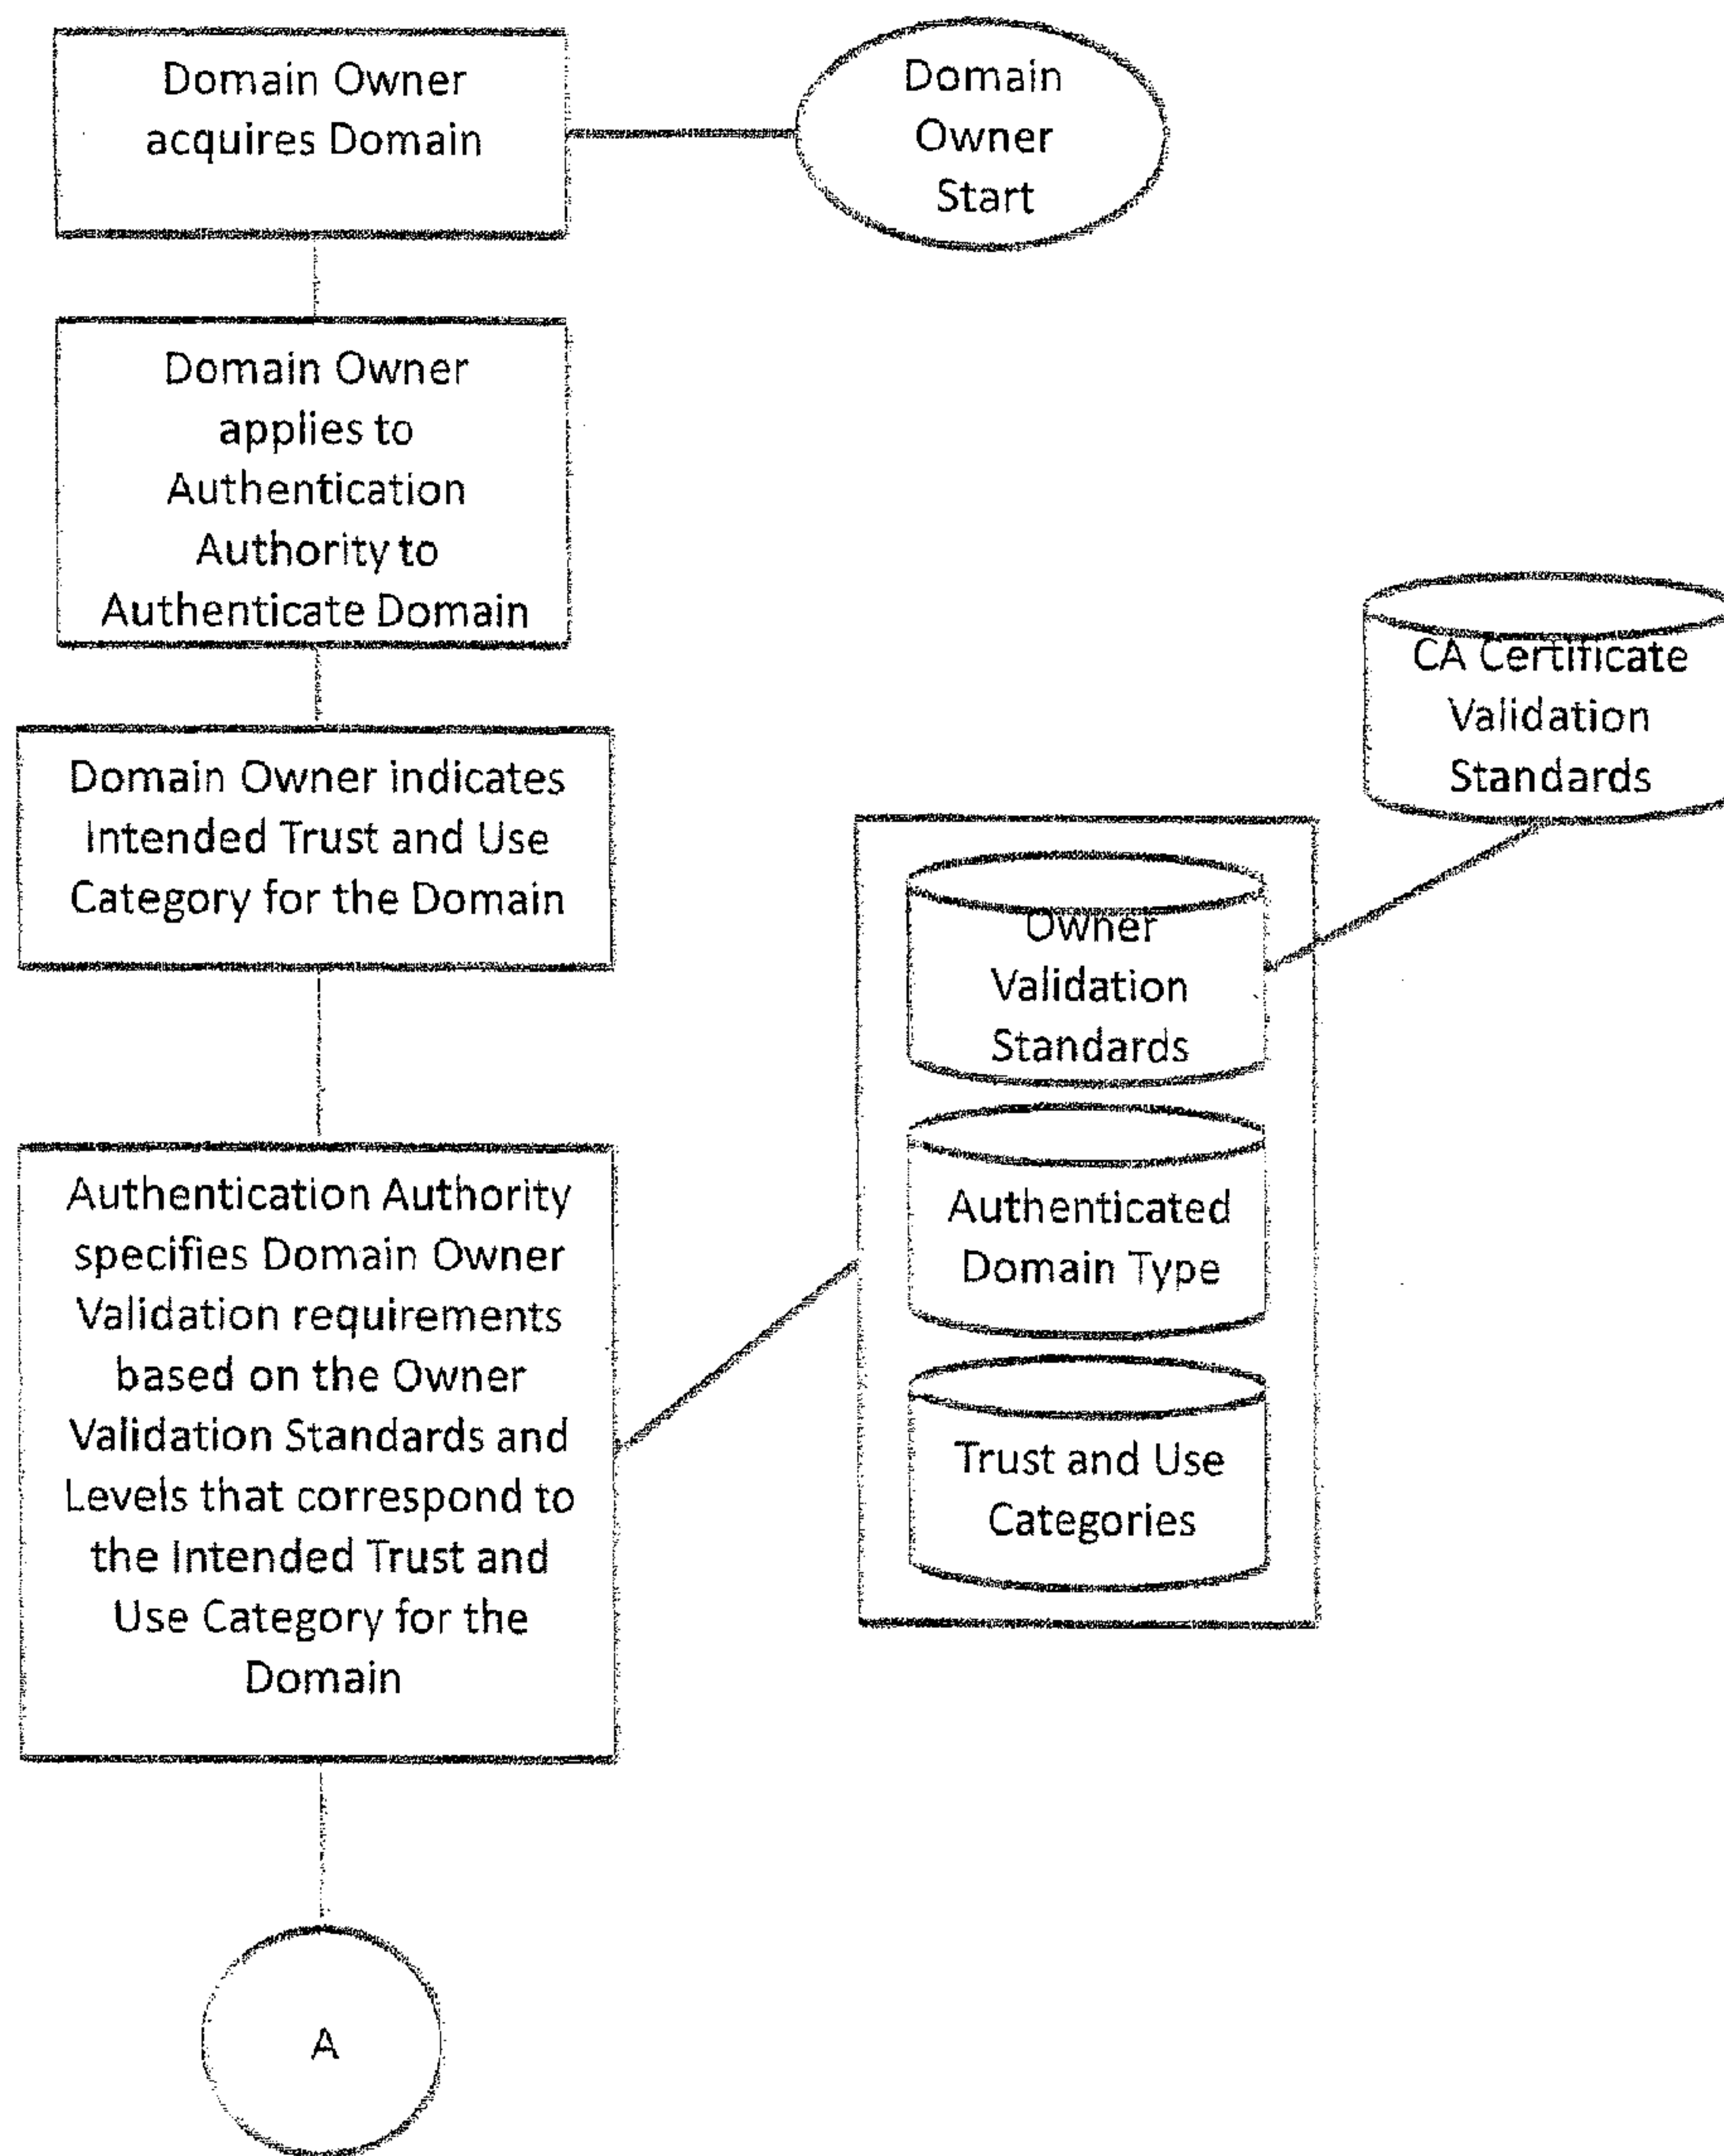 Domain Owner
acquires Domain
Domain
Owner
Start
Domain Owner
applies to
Authentication
Authority to
Authenticate Domain
Domain Owner indicates
Intended Trust and Use
Category for the Domain
CA Certificate
Validation
Standards
Owner
Validation
Standards
Authenticated
Domain Type
Trust and Use
Categories
Authentication Authority
specifies Domain Owner
Validation requirements
based on the Owner
Validation Standards and
Levels that correspond to
the Intended Trust and
Use Category for the
Domain
A